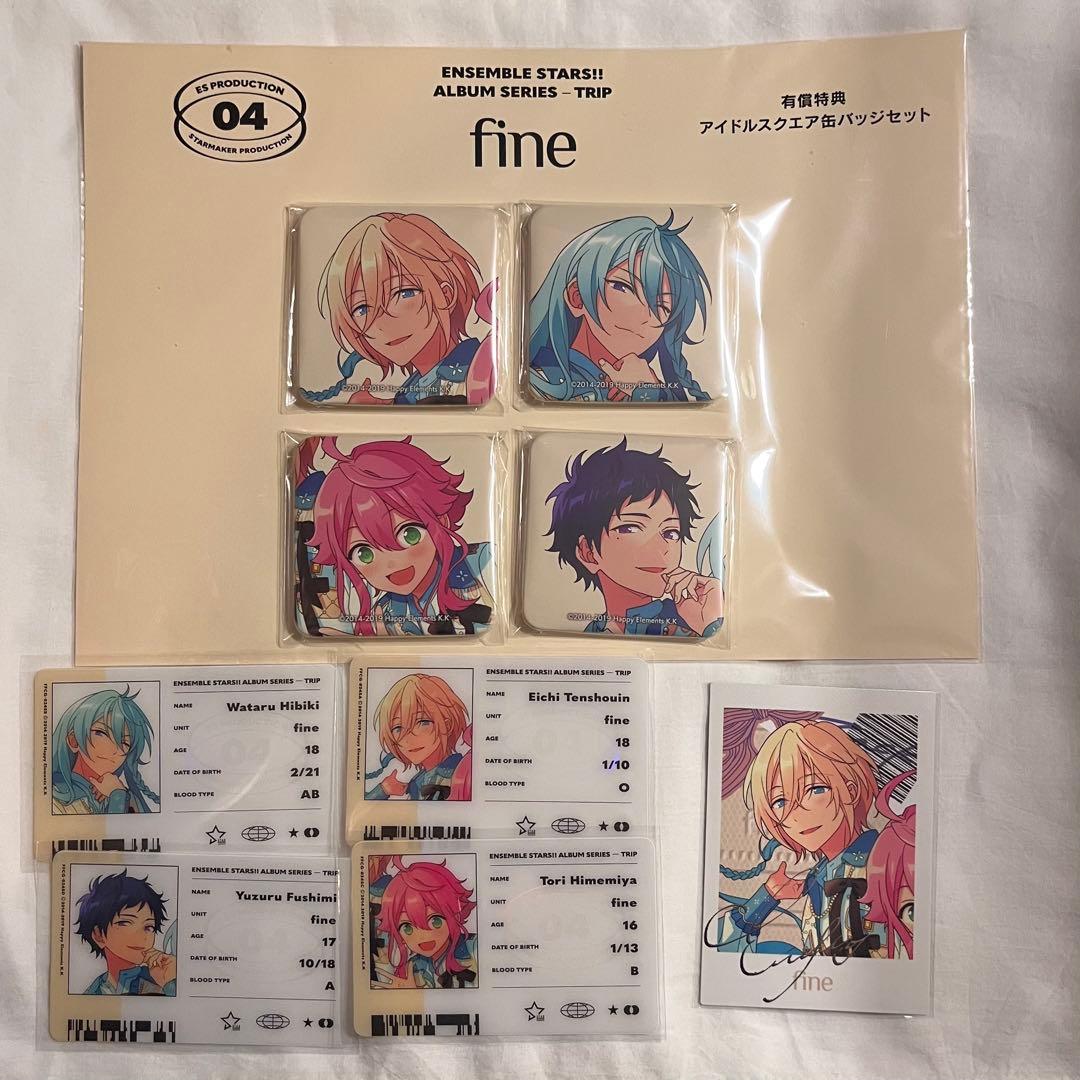 ES PRODUCTION
04
STARMAKER PRODUCTION
ENSEMBLE STARS!!
ALBUM SERIES – TRIP
fine
有償特典
アイドルスクエア缶バッジセット
©2014-2019 Happy Elements K.K
©2014-2019 Happy Elements K.K
©2014-2019 Happy Elements K.K
©2014-2019 Happy Elements K.K
ENSEMBLE STARS!! ALBUM SERIES — TRIP
NAME Wataru Hibiki
UNIT fine
AGE 18
DATE OF BIRTH 2/21
BLOOD TYPE AB
ENSEMBLE STARS!! ALBUM SERIES — TRIP
NAME Eichi Tenshouin
UNIT fine
AGE 18
DATE OF BIRTH 1/10
BLOOD TYPE O
ENSEMBLE STARS!! ALBUM SERIES — TRIP
NAME Yuzuru Fushimi
UNIT fine
AGE 17
DATE OF BIRTH 10/18
BLOOD TYPE A
ENSEMBLE STARS!! ALBUM SERIES — TRIP
NAME Tori Himemiya
UNIT fine
AGE 16
DATE OF BIRTH 1/13
BLOOD TYPE B
fine